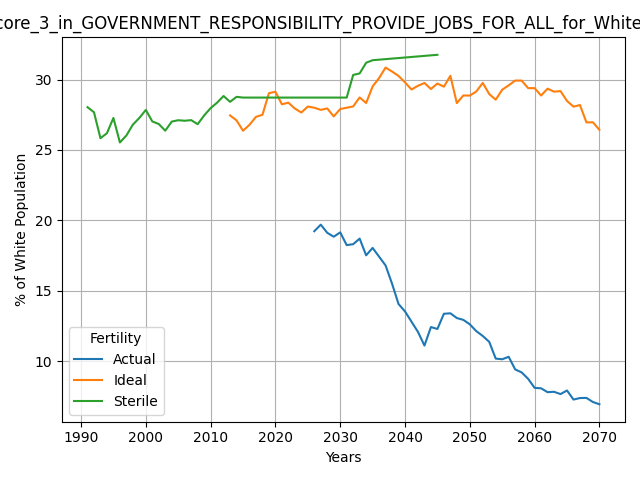 core_3_in_GOVERNMENT_RESPONSIBILITY_PROVIDE_JOBS_FOR_ALL_for_White
% of White Population
30
25
20
15
10
Fertility
Actual
Ideal
Sterile
1990 2000 2010 2020 2030 2040 2050 2060 2070
Years